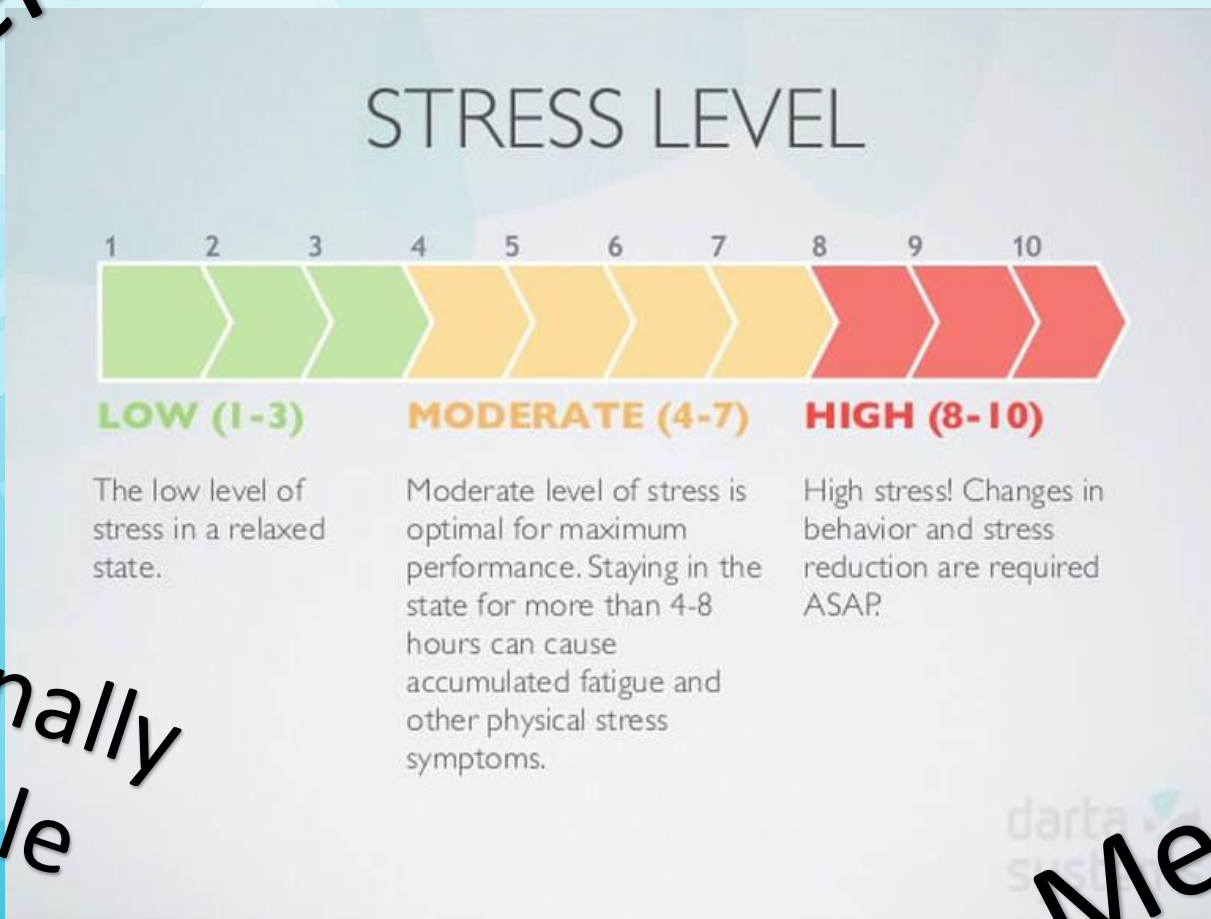 STRESS LEVEL
1 2 3 4 5 6 7 8 9 10
LOW (1-3)
MODERATE (4-7)
HIGH (8-10)
The low level of
stress in a relaxed
state.
Moderate level of stress is
optimal for maximum
performance. Staying in the
state for more than 4-8
hours can cause
accumulated fatigue and
other physical stress
symptoms.
High stress! Changes in
behavior and stress
reduction are required
ASAP.
nally
le
darta
Me